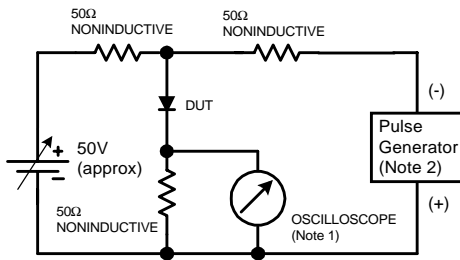 50Ω
NONINDUCTIVE
50Ω
NONINDUCTIVE
(-)
DUT
+
50V
(approx)
-
Pulse
Generator
(Note 2)
50Ω
NONINDUCTIVE
OSCILLOSCOPE
(Note 1)
(+)